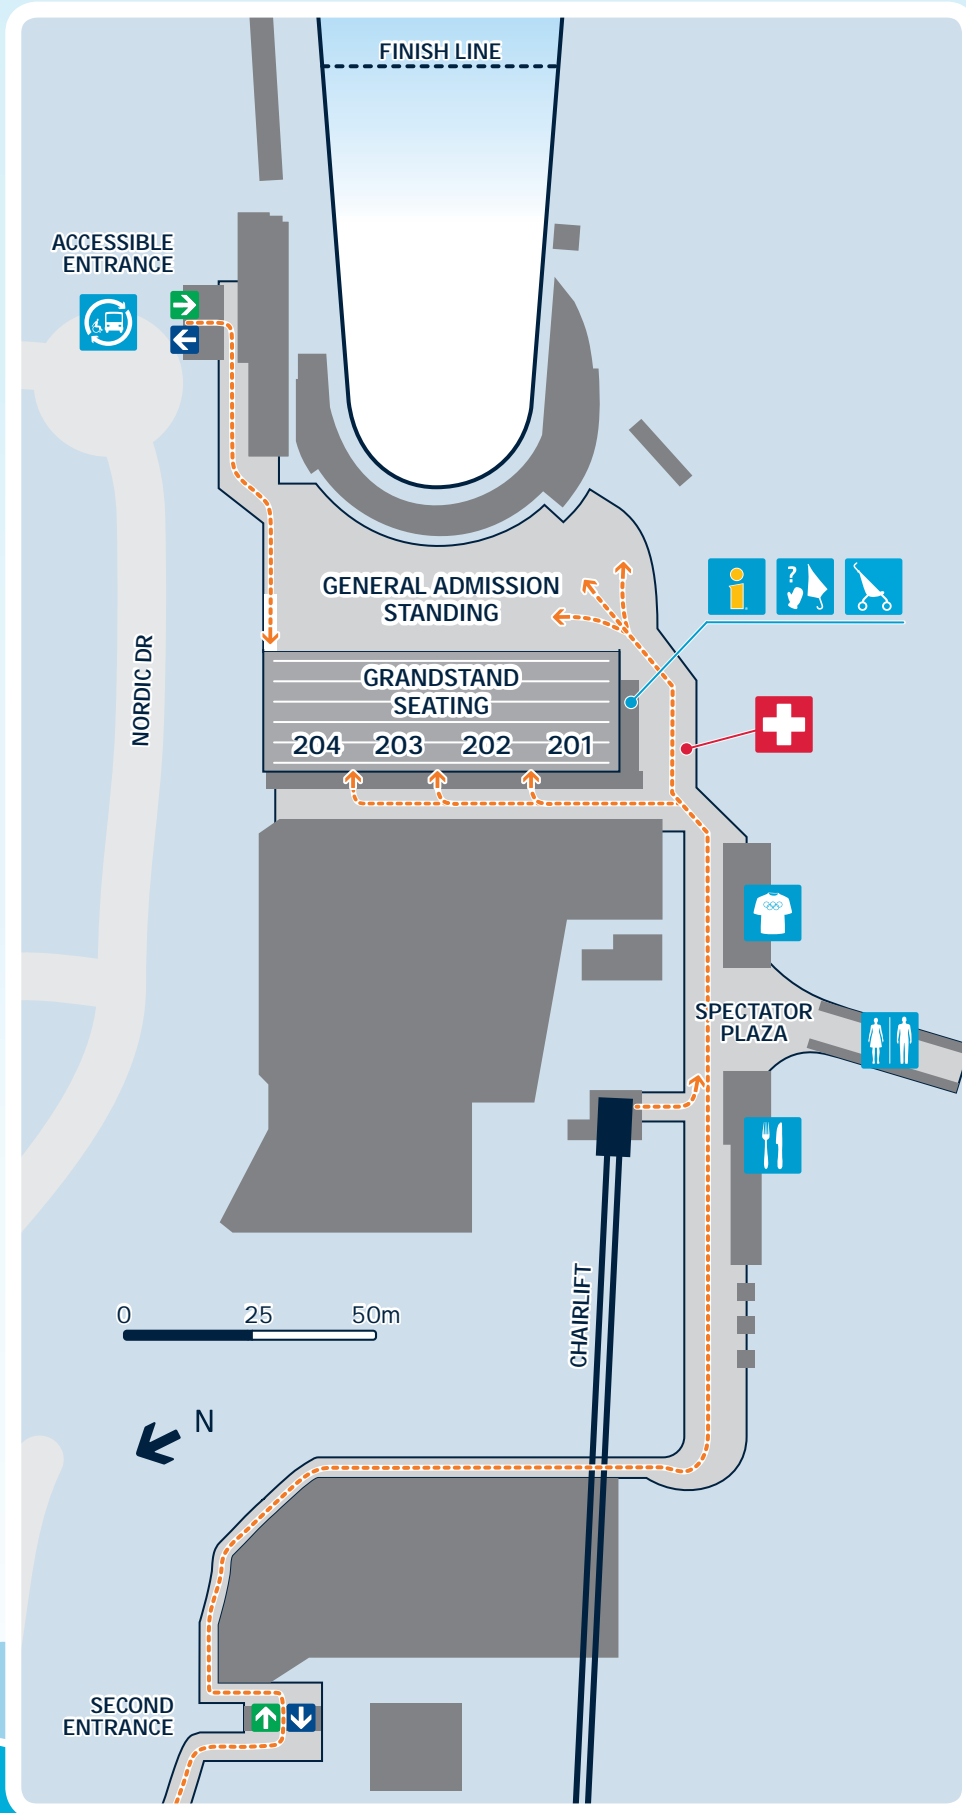 FINISH LINE
ACCESSIBLE
ENTRANCE
GENERAL ADMISSION
STANDING
?
i
GRANDSTAND
SEATING
204 203 202 201
NORDIC DR
SPECTATOR
PLAZA
CHAIRLIFT
0 25 50m
N
SECOND
ENTRANCE